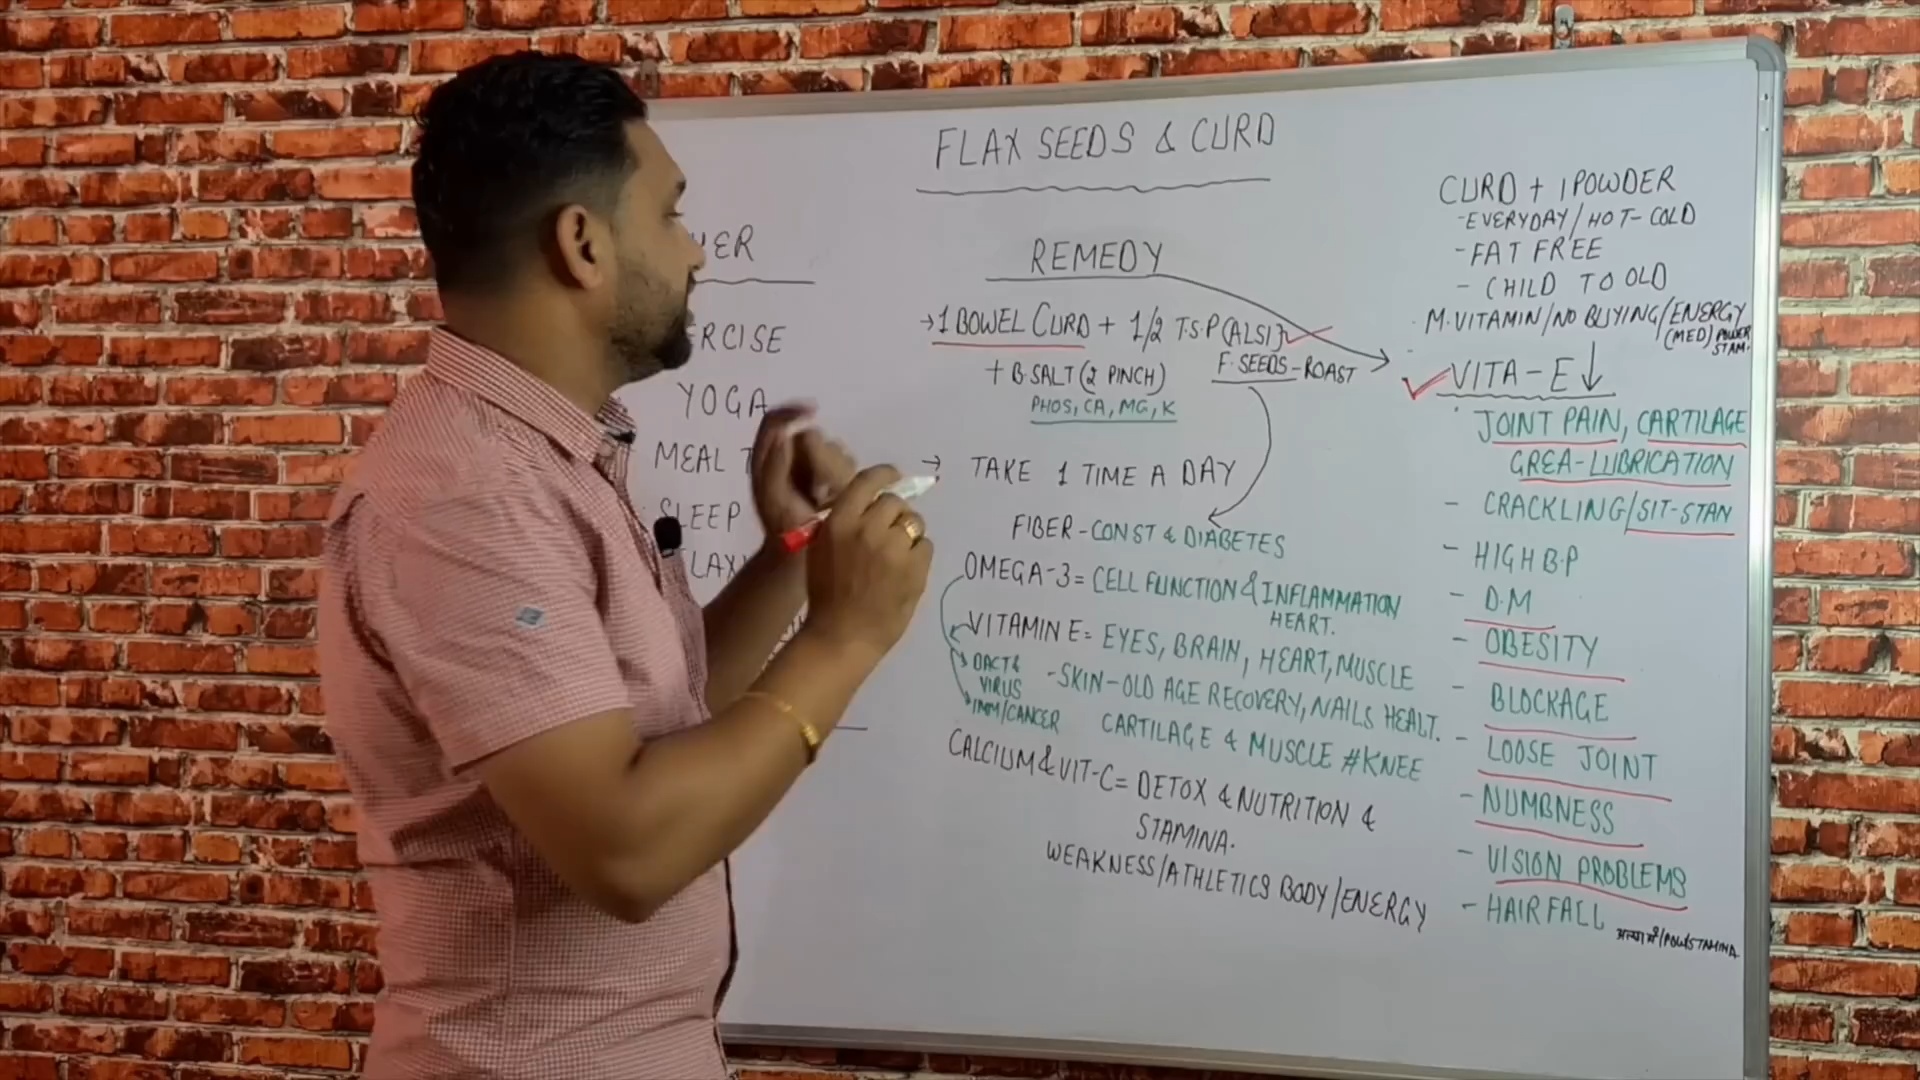 FLAX SEEDS & CURD
RCISE
YOGA
MEAL
SLEEP
REMEDY
→ 1 BOWEL CURD + 1/2 T.S.P (ALSI)
F. SEEDS - ROAST
+ B.SALT (2 PINCH)
PHOS, CA, MG, K
→ TAKE 1 TIME A DAY
FIBER - CONST & DIABETES
OMEGA-3 = CELL FUNCTION & INFLAMMATION
HEART.
VITAMIN E = EYES, BRAIN, HEART, MUSCLE
VIRUS
IMM/CANCER
- SKIN - OLD AGE RECOVERY, NAILS HEALT.
CARTILAGE & MUSCLE #KNEE
CALCIUM & VIT-C = DETOX & NUTRITION &
STAMINA.
WEAKNESS/ATHLETICS BODY/ENERGY
CURD + 1 POWDER
- EVERYDAY/HOT-COLD
- FAT FREE
- CHILD TO OLD
M.VITAMIN/NO BUYING/ENERGY
(MED) POWER
STAM.
VITA-E ↓
JOINT PAIN, CARTILAGE
GREA-LUBRICATION
- CRACKLING/SIT-STAN
- HIGH B.P
- D.M
- OBESITY
- BLOCKAGE
- LOOSE JOINT
- NUMBNESS
- VISION PROBLEMS
- HAIR FALL